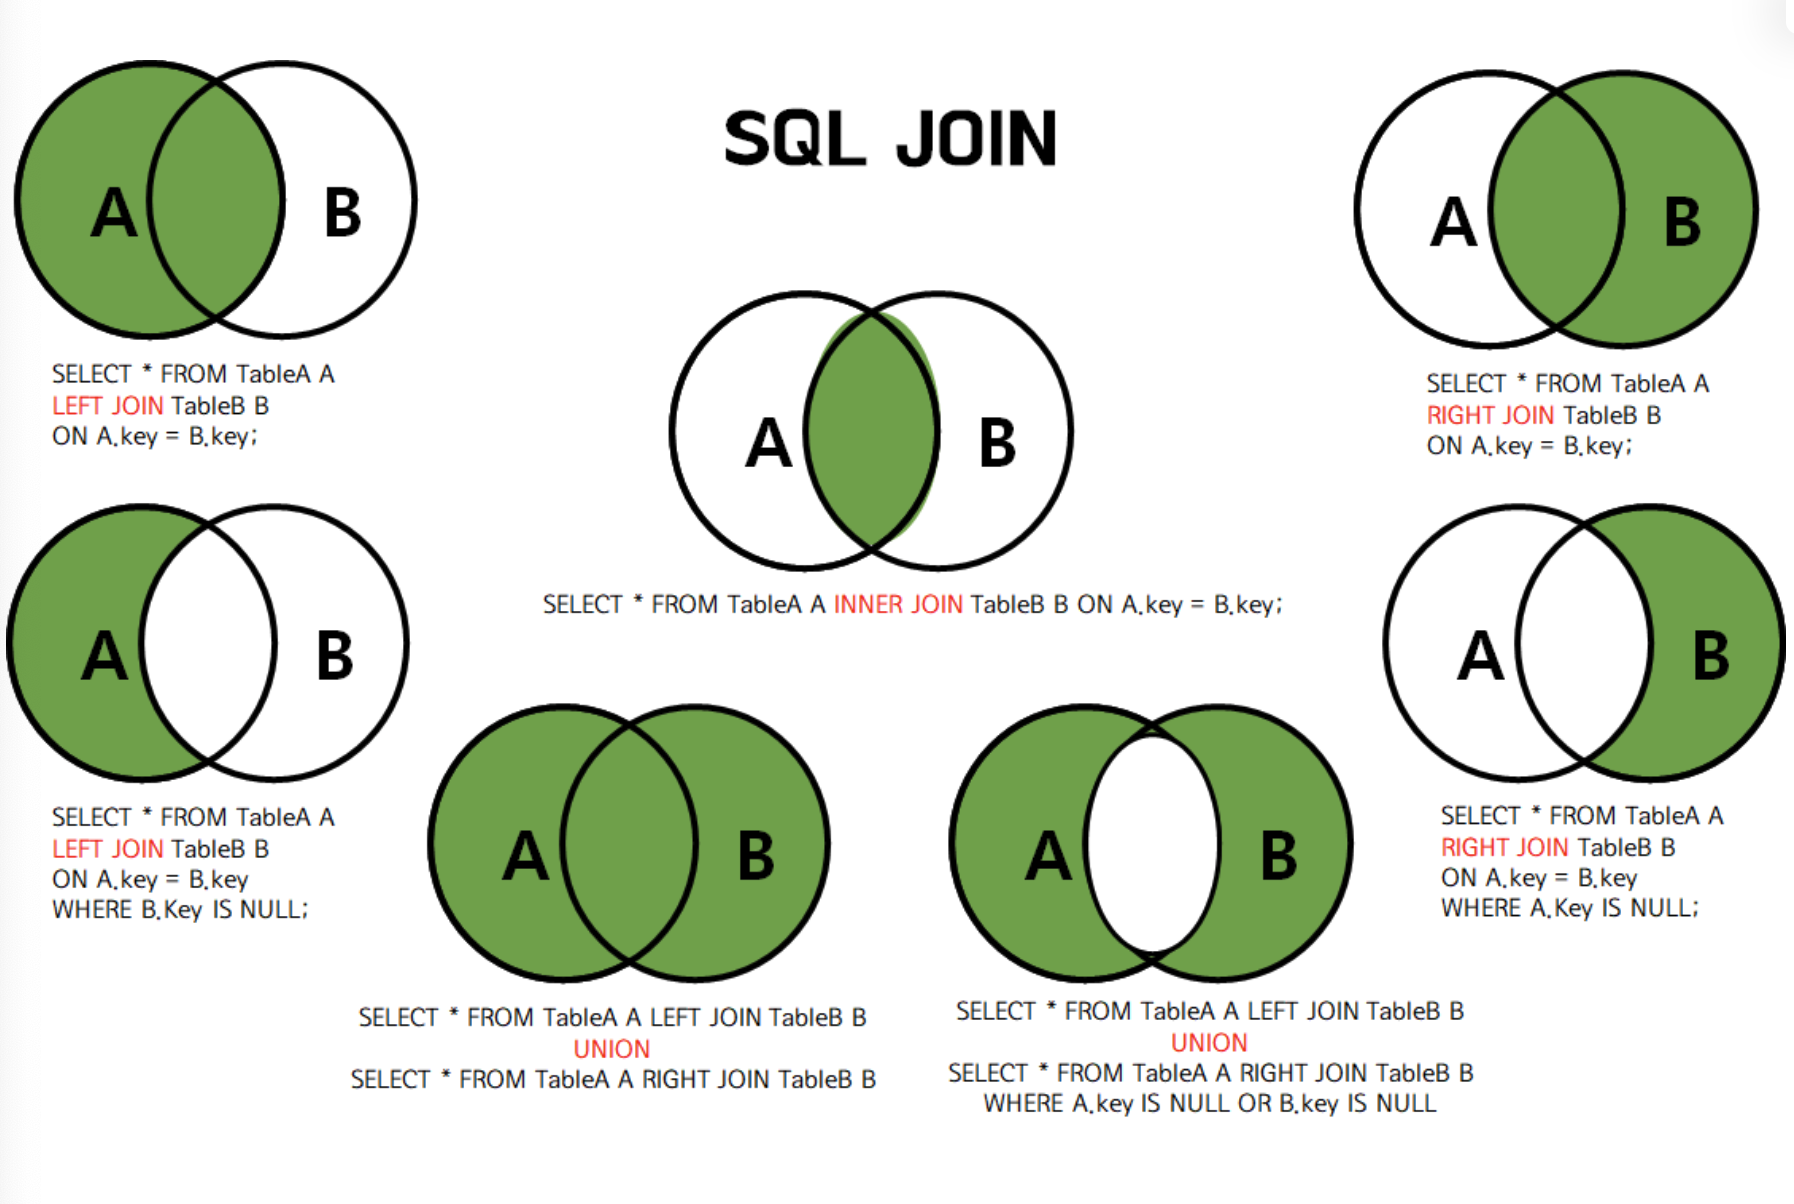 SQL JOIN
A B
SELECT * FROM TableA A
LEFT JOIN TableB B
ON A.key = B.key;
A B
SELECT * FROM TableA A
RIGHT JOIN TableB B
ON A.key = B.key;
A B
SELECT * FROM TableA A INNER JOIN TableB B ON A.key = B.key;
A B
SELECT * FROM TableA A
LEFT JOIN TableB B
ON A.key = B.key
WHERE B.Key IS NULL;
A B
SELECT * FROM TableA A
RIGHT JOIN TableB B
ON A.key = B.key
WHERE A.Key IS NULL;
A B
SELECT * FROM TableA A LEFT JOIN TableB B
UNION
SELECT * FROM TableA A RIGHT JOIN TableB B
A B
SELECT * FROM TableA A LEFT JOIN TableB B
UNION
SELECT * FROM TableA A RIGHT JOIN TableB B
WHERE A.key IS NULL OR B.key IS NULL